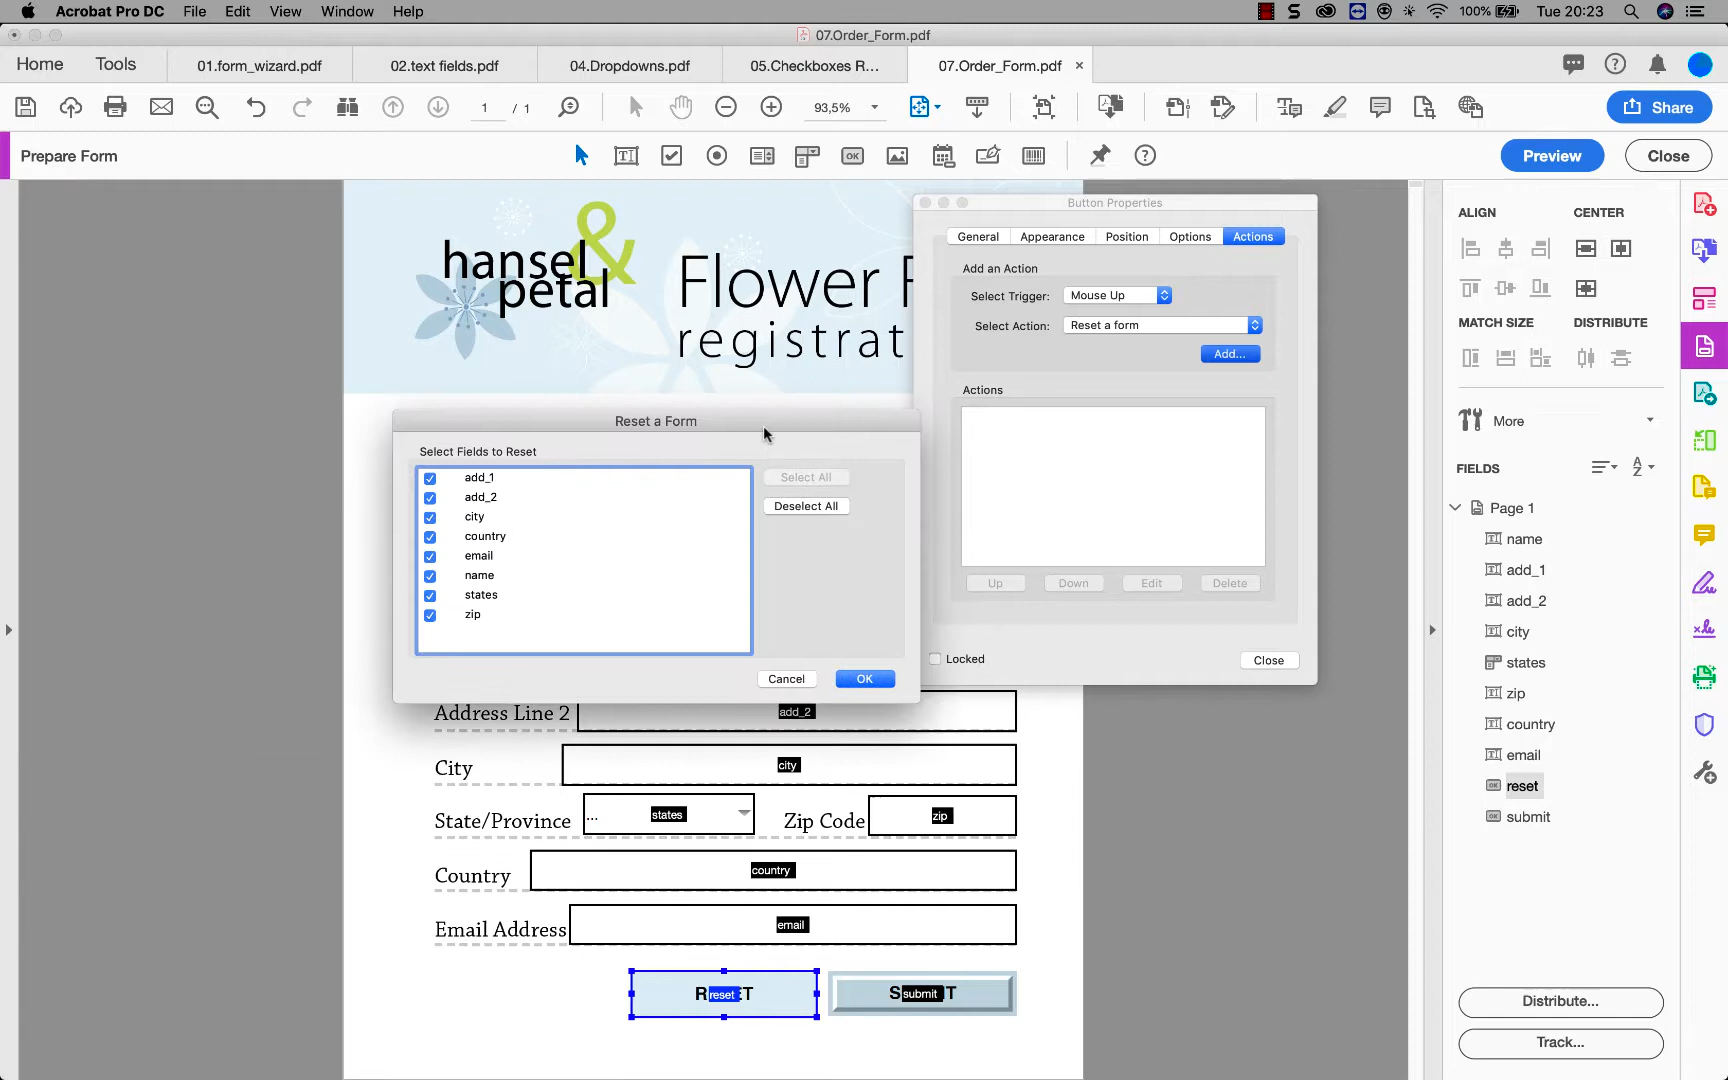 Acrobat Pro DC File Edit View Window Help 100% Tue 20:23
07.Order_Form.pdf
Home Tools 01.form_wizard.pdf 02.text fields.pdf 04.Dropdowns.pdf 05.Checkboxes R... 07.Order_Form.pdf ×
1 / 1 93,5% Share
Prepare Form Preview Close
hansel & petal
Flower F
registrat
Button Properties
General Appearance Position Options Actions
Add an Action
Select Trigger: Mouse Up
Select Action: Reset a form
Add...
Actions
Up Down Edit Delete
Locked Close
Reset a Form
Select Fields to Reset
add_1
add_2
city
country
email
name
states
zip
Select All
Deselect All
Cancel OK
Address Line 2 add_2
City city
State/Province ... states Zip Code zip
Country country
Email Address email
R reset ET S submit IT
ALIGN CENTER
MATCH SIZE DISTRIBUTE
More
FIELDS
Page 1
name
add_1
add_2
city
states
zip
country
email
reset
submit
Distribute...
Track...